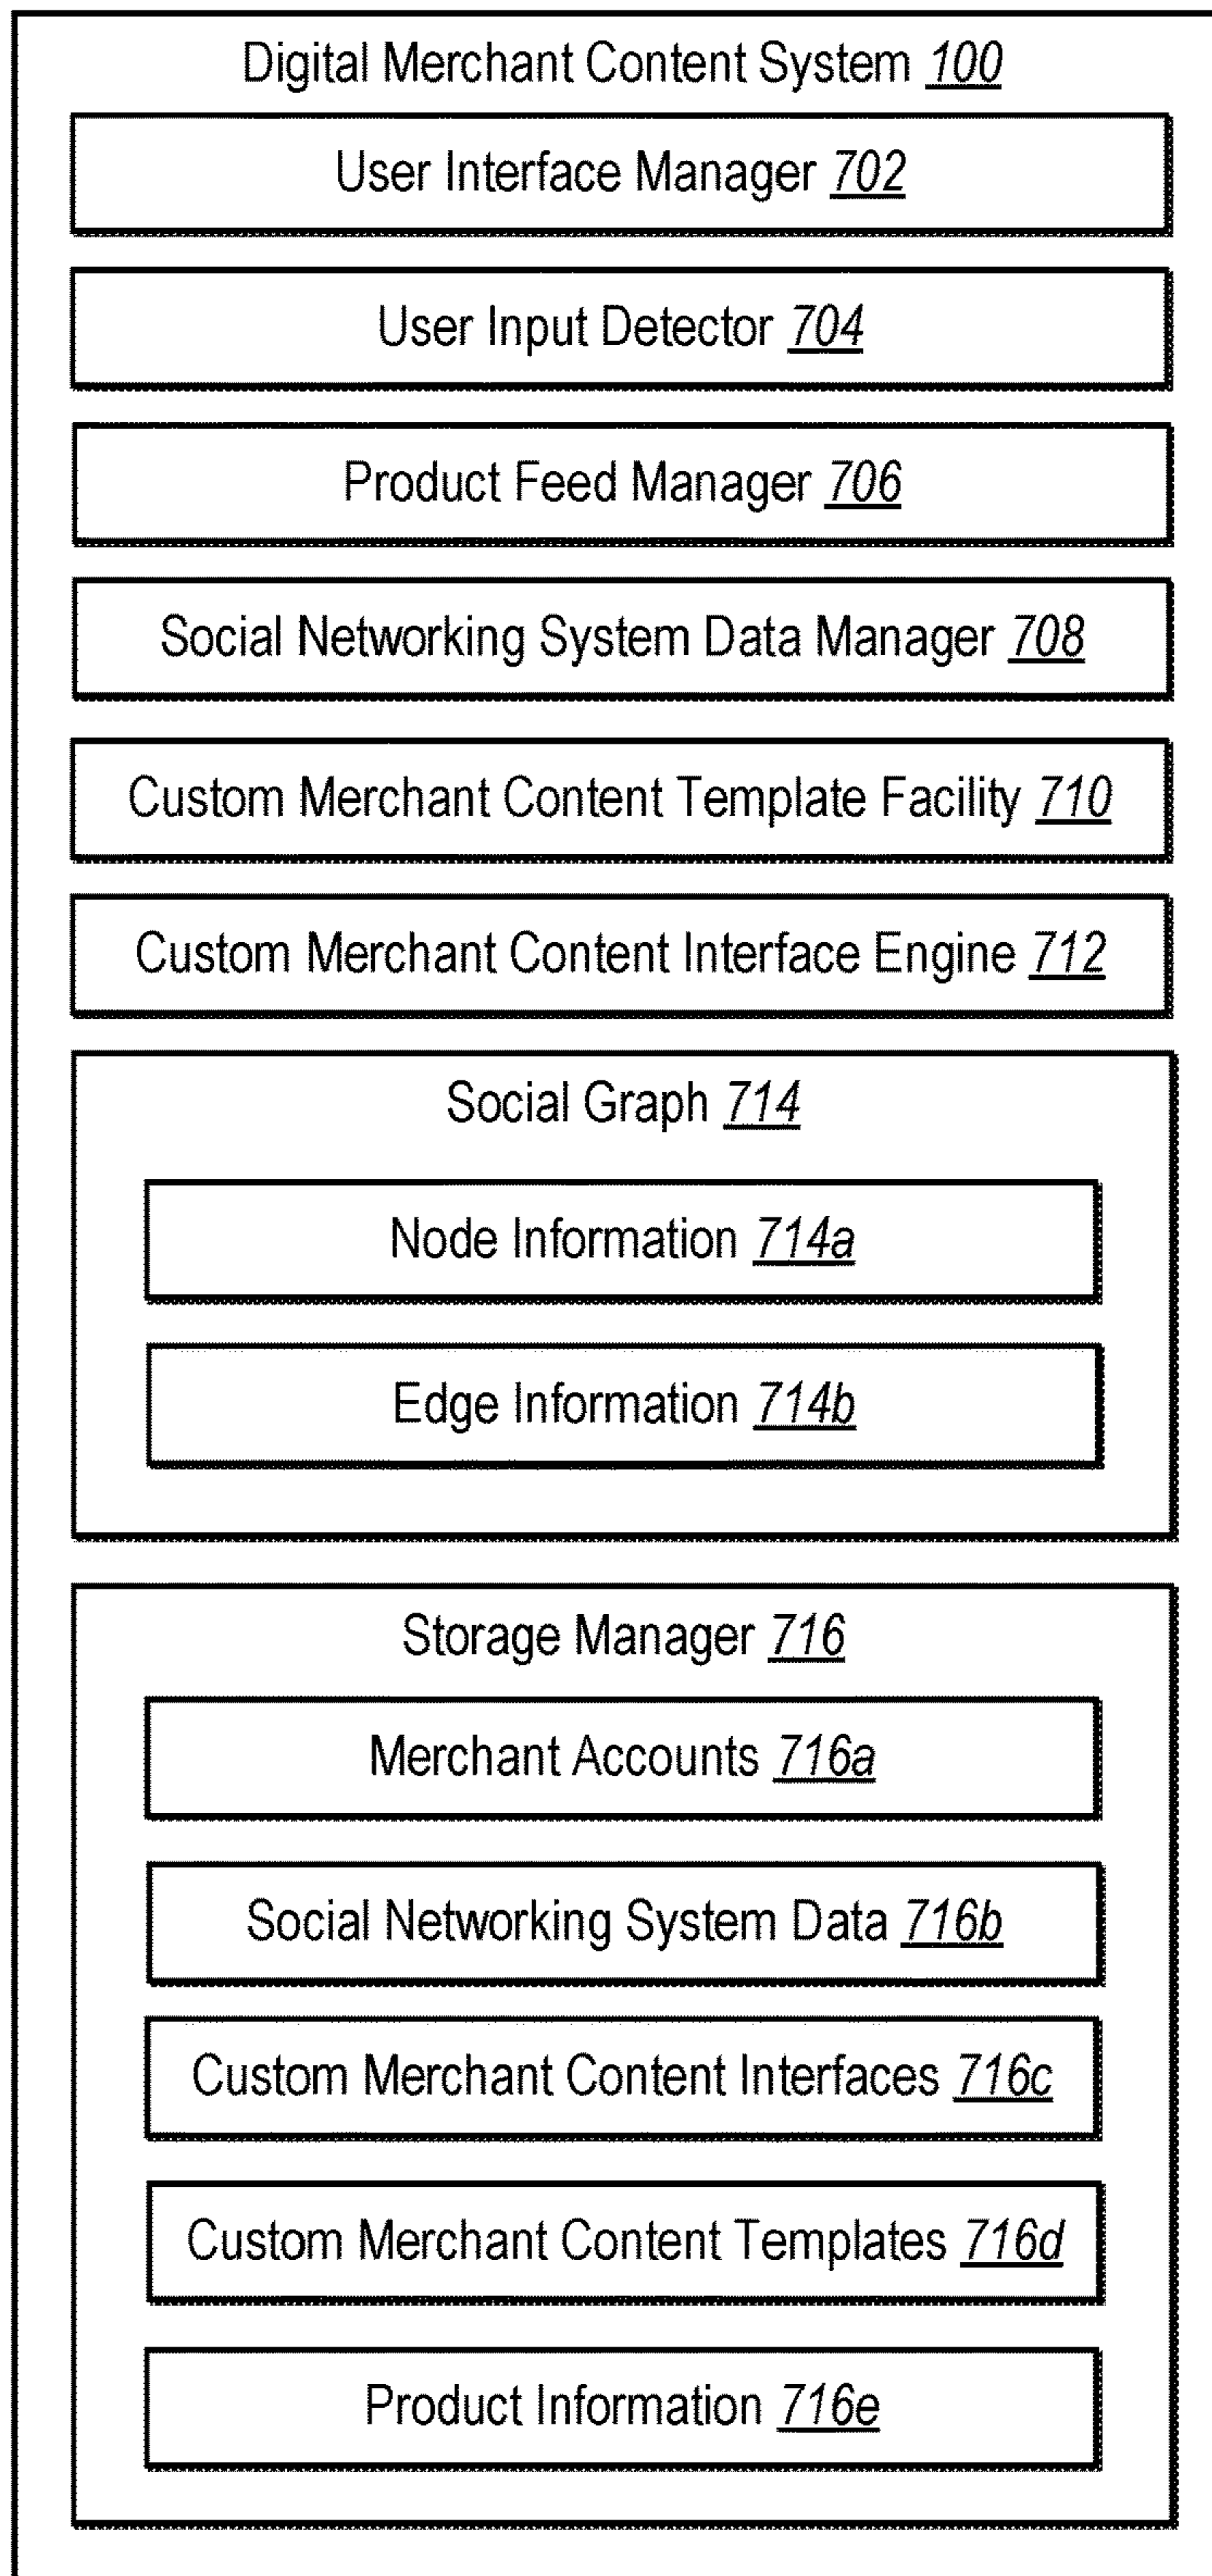 Digital Merchant Content System 100
User Interface Manager 702
User Input Detector 704
Product Feed Manager 706
Social Networking System Data Manager 708
Custom Merchant Content Template Facility 710
Custom Merchant Content Interface Engine 712
Social Graph 714
Node Information 714a
Edge Information 714b
Storage Manager 716
Merchant Accounts 716a
Social Networking System Data 716b
Custom Merchant Content Interfaces 716c
Custom Merchant Content Templates 716d
Product Information 716e